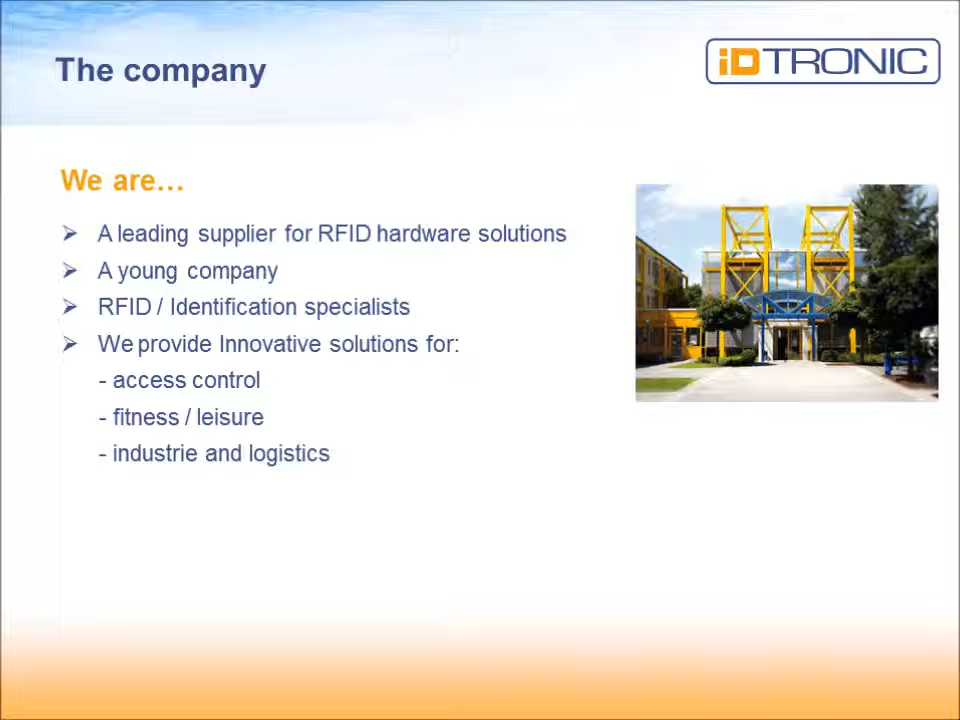 The company
iDTRONIC
We are…
➢ A leading supplier for RFID hardware solutions
➢ A young company
➢ RFID / Identification specialists
➢ We provide Innovative solutions for:
- access control
- fitness / leisure
- industrie and logistics